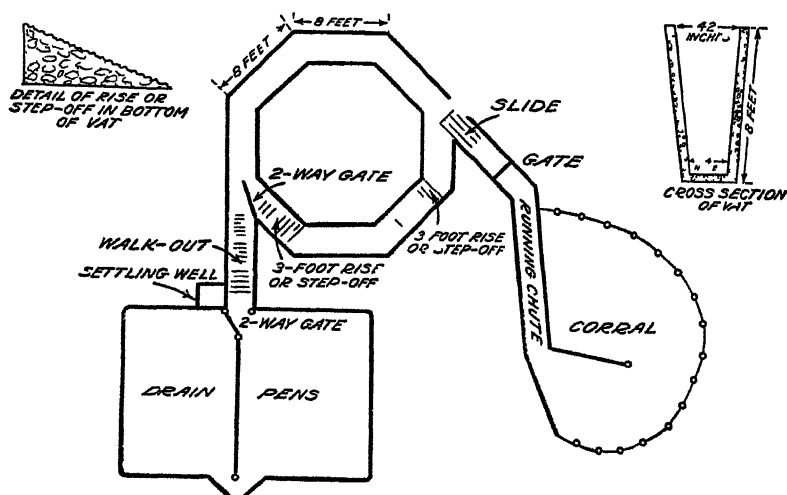 8 FEET
8 FEET
DETAIL OF RISE OR
STEP-OFF IN BOTTOM
OF VAT
SLIDE
GATE
42
INCHES
8 FEET
CROSS SECTION
OF VAT
2-WAY GATE
WALK-OUT
3-FOOT RISE
OR STEP-OFF
3 FOOT RISE
OR STEP-OFF
SETTLING WELL
2-WAY GATE
RUNNING CHUTE
CORRAL
DRAIN PENS